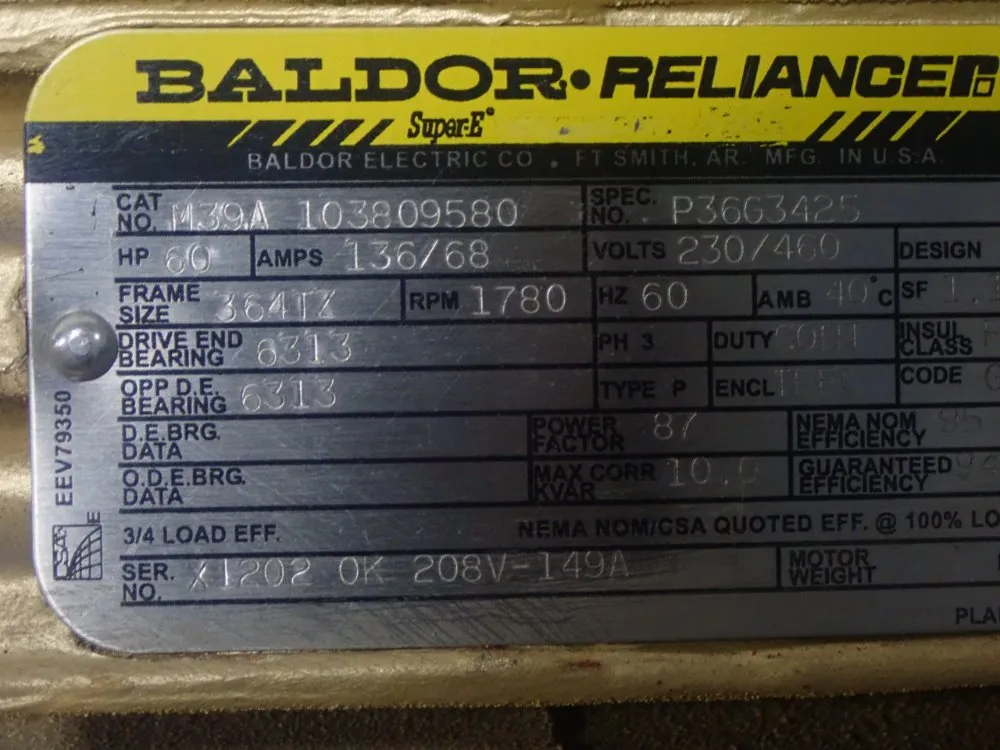 BALDOR • RELIANCER
Super-E
BALDOR ELECTRIC CO. FT SMITH, AR. MFG. IN U.S.A.
CAT NO. M39A 103809580 SPEC. NO. P36G3425
HP 60 AMPS 136/68 VOLTS 230/460 DESIGN
FRAME SIZE 364TZ RPM 1780 HZ 60 AMB 40°C SF
DRIVE END BEARING 6313 PH 3 DUTY CONT INSUL CLASS
OPP D.E. BEARING 6313 TYPE P ENCL CODE
D.E.BRG. DATA POWER FACTOR 87 NEMA NOM EFFICIENCY
O.D.E.BRG. DATA MAX CORR KVAR GUARANTEED EFFICIENCY
3/4 LOAD EFF. NEMA NOM/CSA QUOTED EFF. @ 100% LO
SER. NO. X1202 OK 208V-149A MOTOR WEIGHT
PLA
EEV79350
E